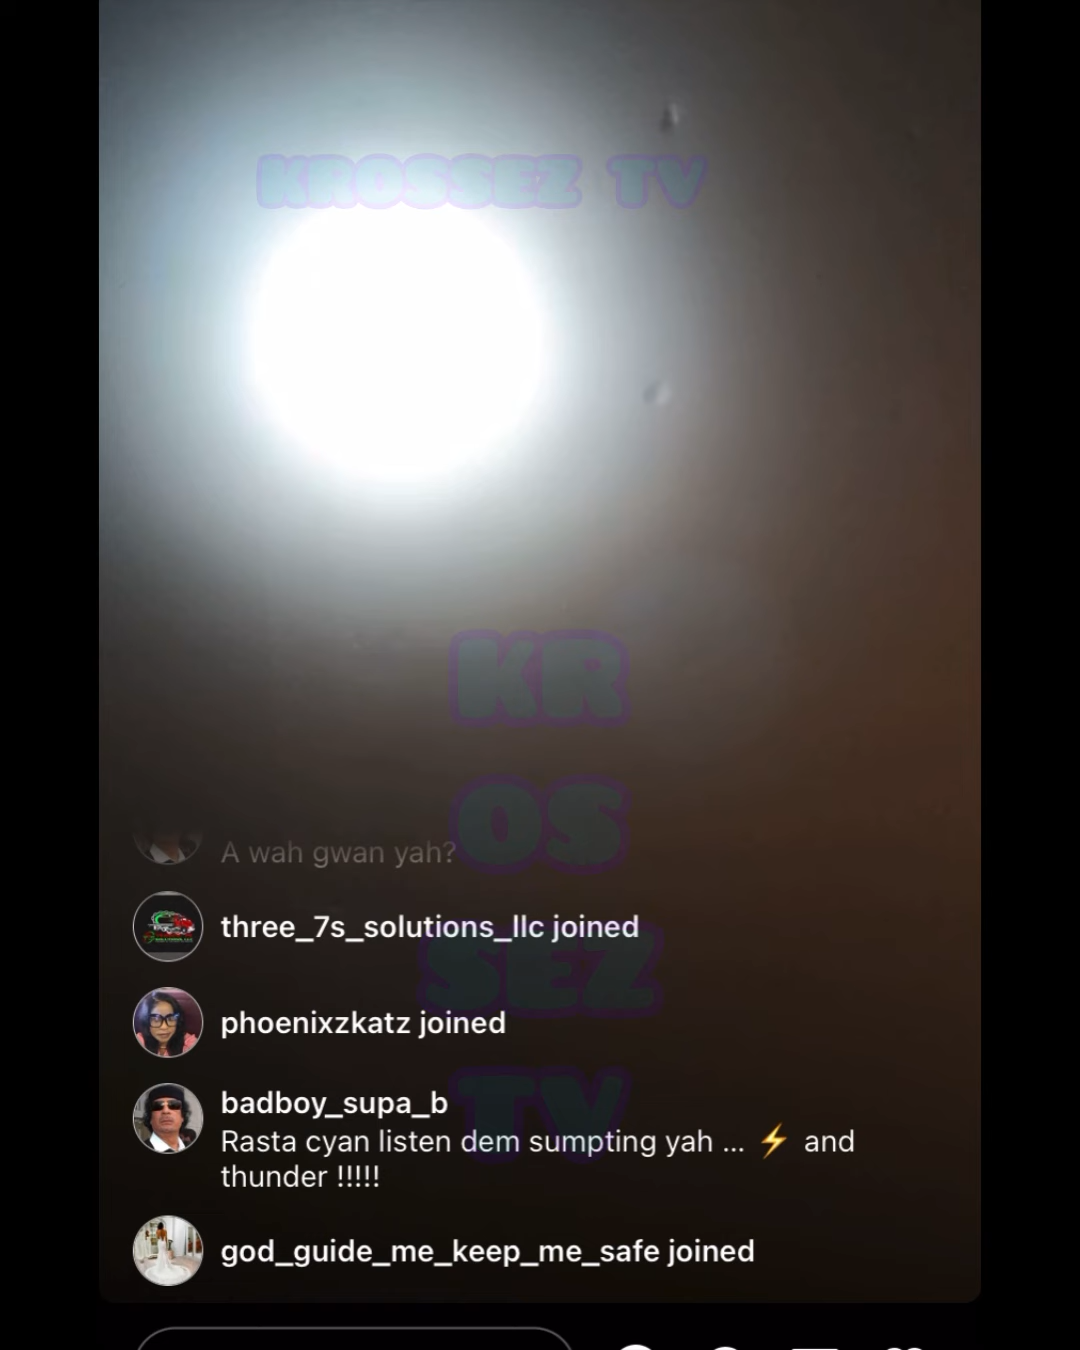 KROSSEZ TV
KR
OS
SEZ
TV
A wah gwan yah?
three_7s_solutions_llc joined
phoenixzkatz joined
badboy_supa_b
Rasta cyan listen dem sumpting yah ... ⚡ and
thunder !!!!!
god_guide_me_keep_me_safe joined